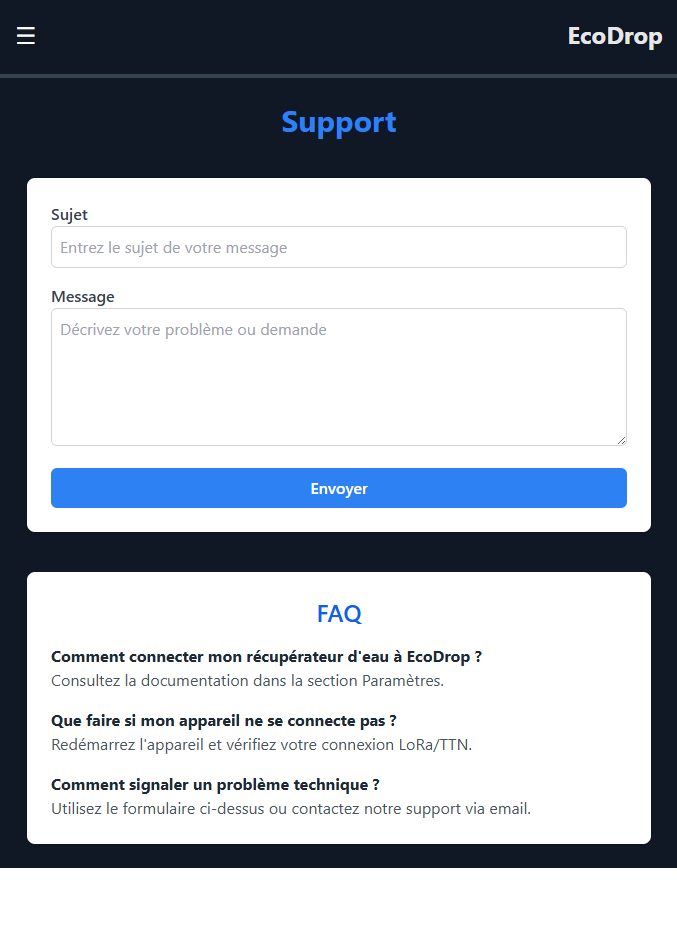 ☰ EcoDrop
Support
Sujet
Entrez le sujet de votre message
Message
Décrivez votre problème ou demande
Envoyer
FAQ
Comment connecter mon récupérateur d'eau à EcoDrop ?
Consultez la documentation dans la section Paramètres.
Que faire si mon appareil ne se connecte pas ?
Redémarrez l'appareil et vérifiez votre connexion LoRa/TTN.
Comment signaler un problème technique ?
Utilisez le formulaire ci-dessus ou contactez notre support via email.